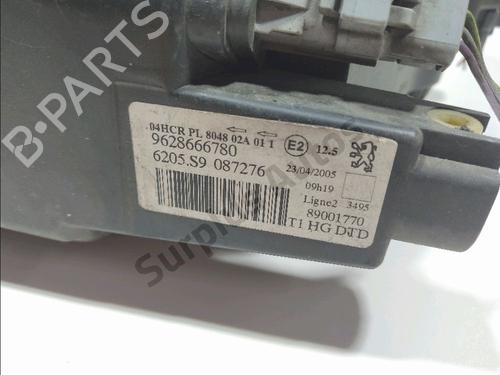 B-PARTS
04HCR PL 8048 02A 01 1 E2 12.5
9628666780
6205.S9 087276
23/04/2005
09h19
Ligne2 3495
89001770
T1 HG DTD